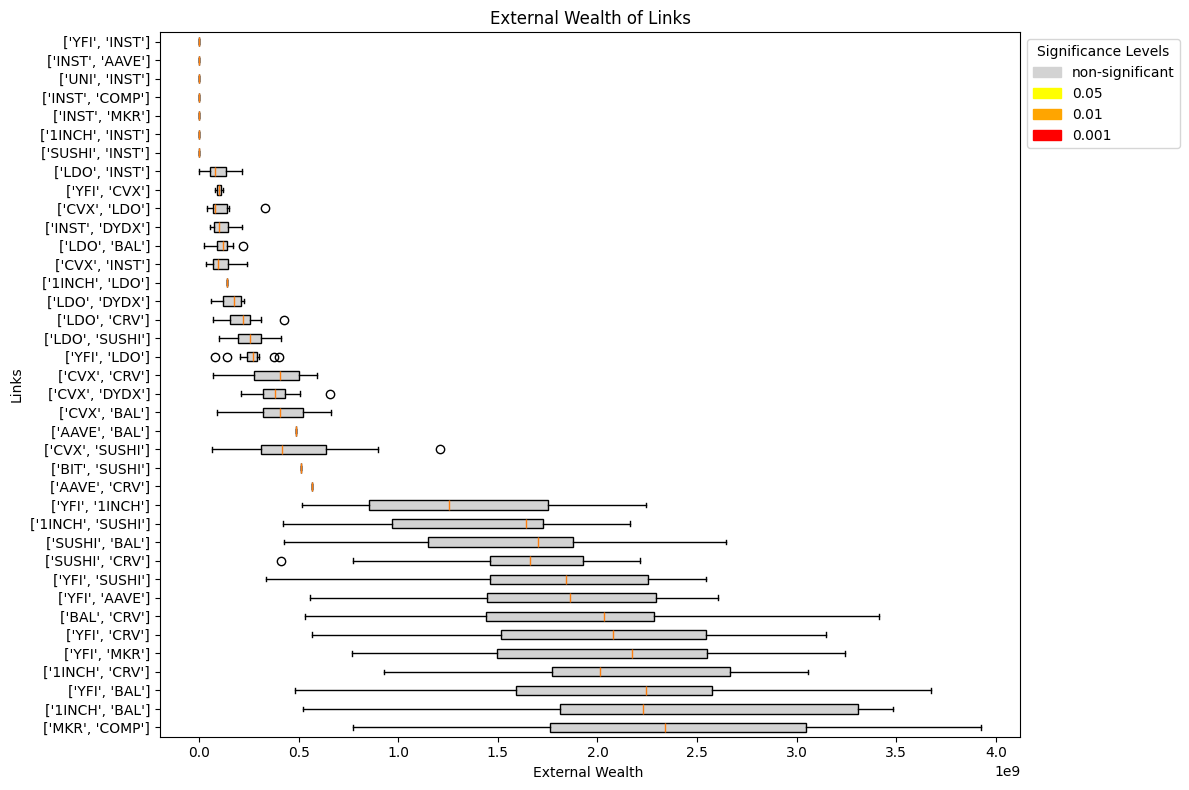 External Wealth of Links
Links
['YFI', 'INST']
['INST', 'AAVE']
['UNI', 'INST']
['INST', 'COMP']
['INST', 'MKR']
['1INCH', 'INST']
['SUSHI', 'INST']
['LDO', 'INST']
['YFI', 'CVX']
['CVX', 'LDO']
['INST', 'DYDX']
['LDO', 'BAL']
['CVX', 'INST']
['1INCH', 'LDO']
['LDO', 'DYDX']
['LDO', 'CRV']
['LDO', 'SUSHI']
['YFI', 'LDO']
['CVX', 'CRV']
['CVX', 'DYDX']
['CVX', 'BAL']
['AAVE', 'BAL']
['CVX', 'SUSHI']
['BIT', 'SUSHI']
['AAVE', 'CRV']
['YFI', '1INCH']
['1INCH', 'SUSHI']
['SUSHI', 'BAL']
['SUSHI', 'CRV']
['YFI', 'SUSHI']
['YFI', 'AAVE']
['BAL', 'CRV']
['YFI', 'CRV']
['YFI', 'MKR']
['1INCH', 'CRV']
['YFI', 'BAL']
['1INCH', 'BAL']
['MKR', 'COMP']
0.0 0.5 1.0 1.5 2.0 2.5 3.0 3.5 4.0
1e9
External Wealth
Significance Levels
non-significant
0.05
0.01
0.001